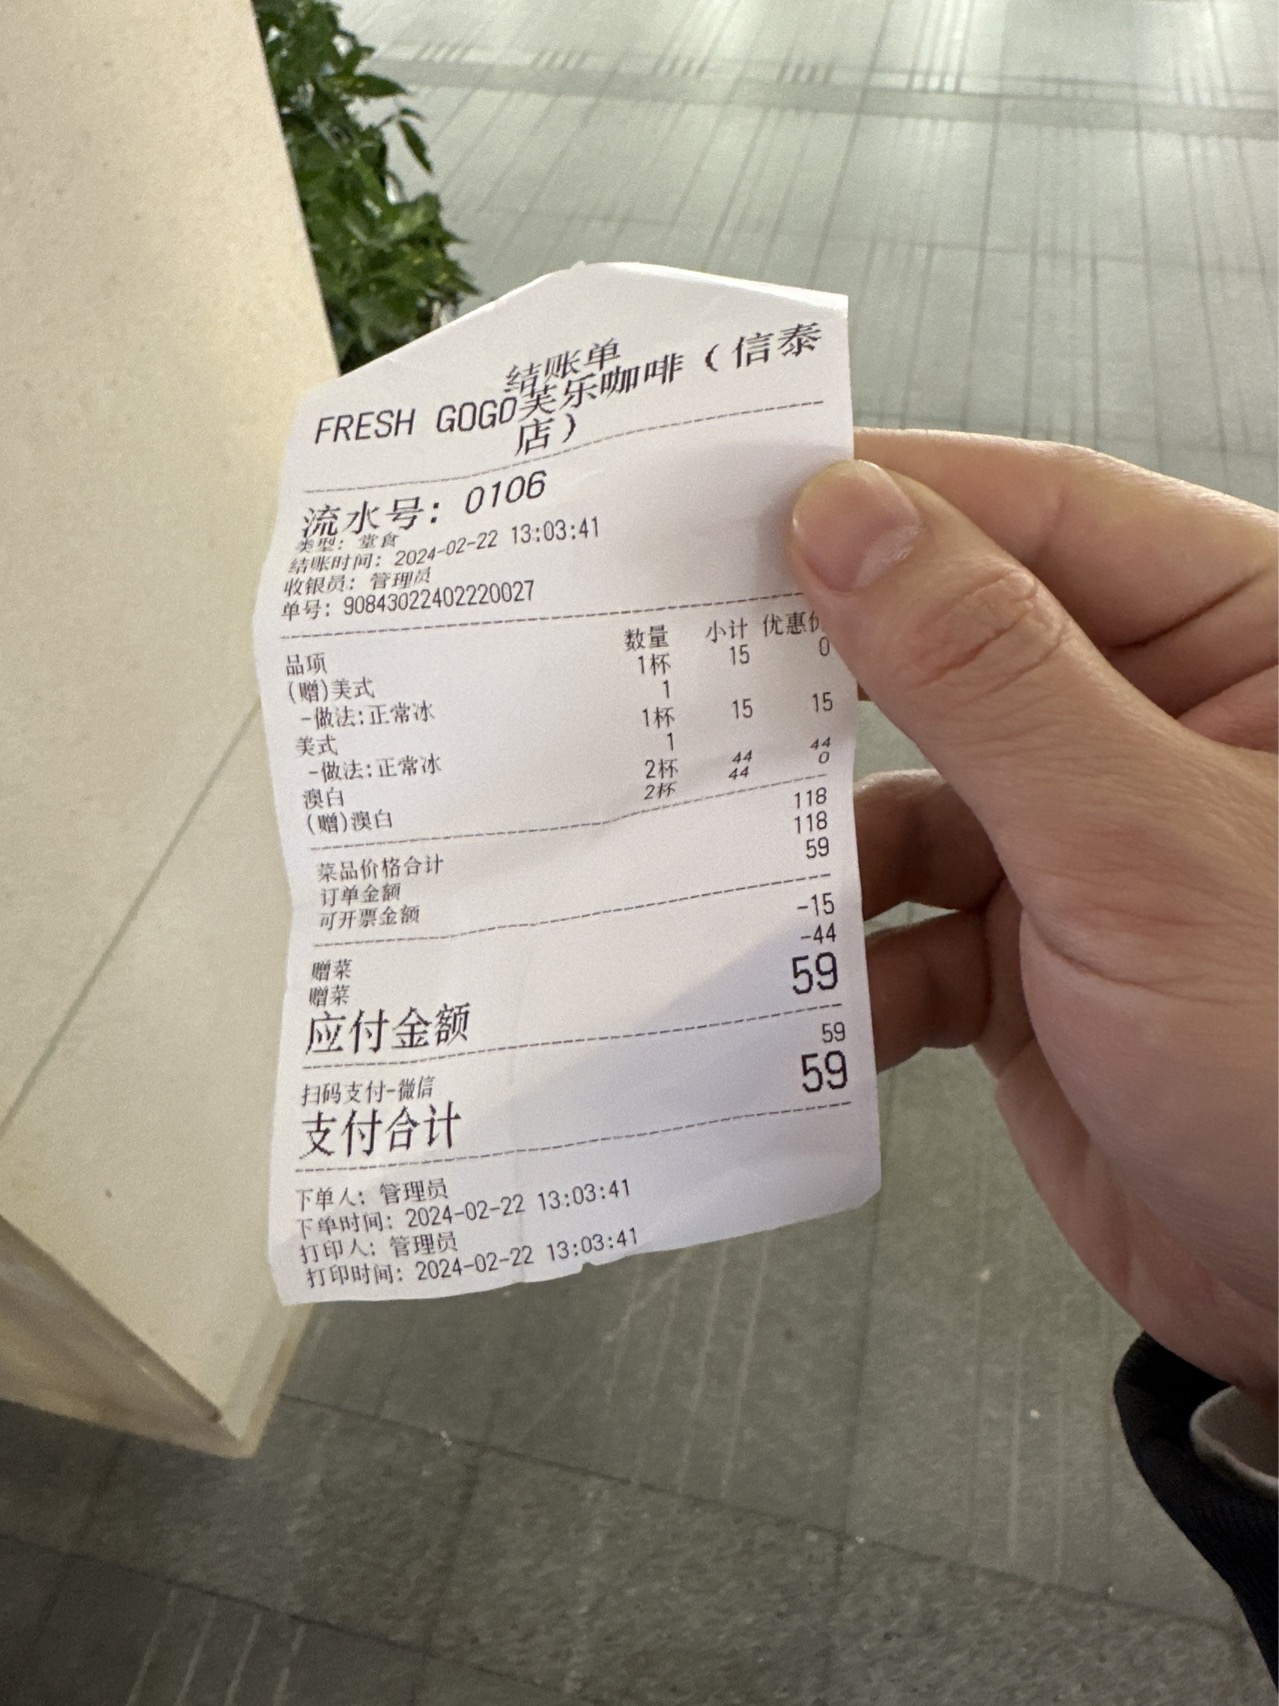 结账单
FRESH GOGO芙乐咖啡（信泰
店）
流水号: 0106
类型: 堂食
结账时间: 2024-02-22 13:03:41
收银员: 管理员
单号: 90843022402220027
品项 数量 小计 优惠价
(赠)美式 1杯 15 0
-做法:正常冰 1
美式 1杯 15 15
-做法:正常冰 1
澳白 2杯 44 44
(赠)澳白 2杯 44 0
菜品价格合计 118
订单金额 118
可开票金额 59
赠菜 -15
赠菜 -44
应付金额 59
扫码支付-微信 59
支付合计 59
下单人: 管理员
下单时间: 2024-02-22 13:03:41
打印人: 管理员
打印时间: 2024-02-22 13:03:41